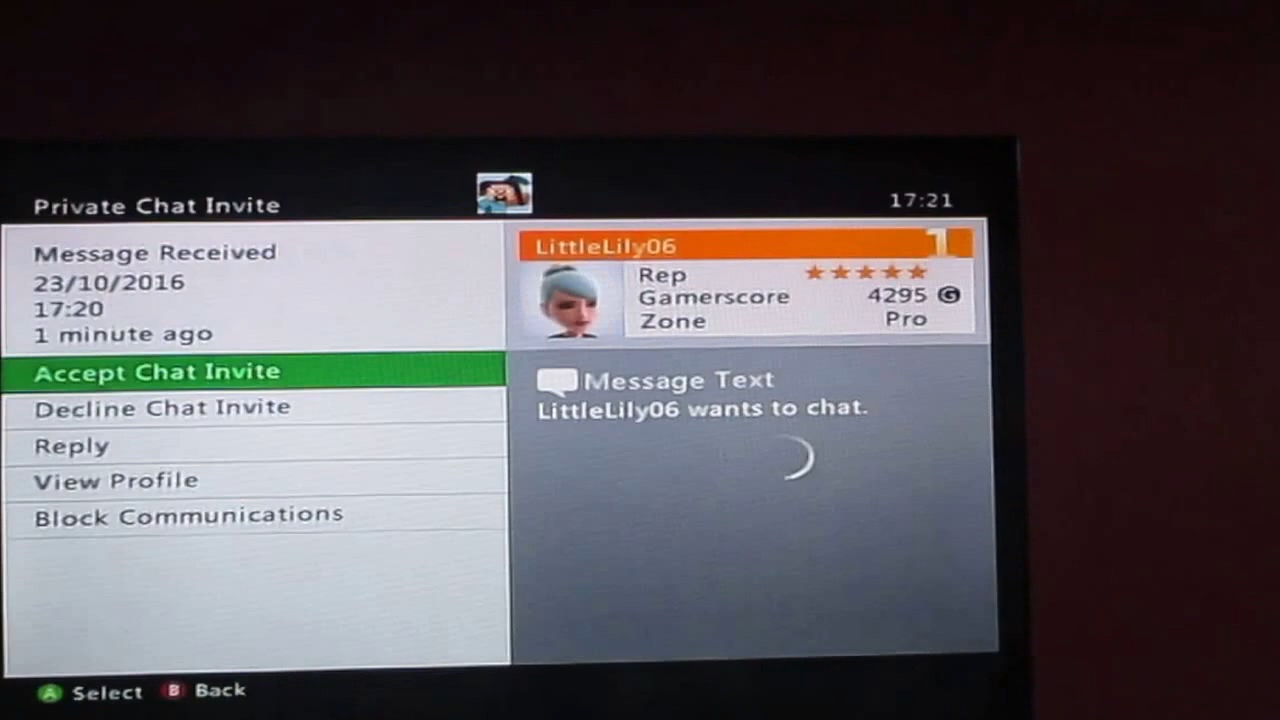 Private Chat Invite
17:21
Message Received
23/10/2016
17:20
1 minute ago
Accept Chat Invite
Decline Chat Invite
Reply
View Profile
Block Communications
LittleLily06
1
Rep
Gamerscore 4295 G
Zone Pro
Message Text
LittleLily06 wants to chat.
A Select B Back